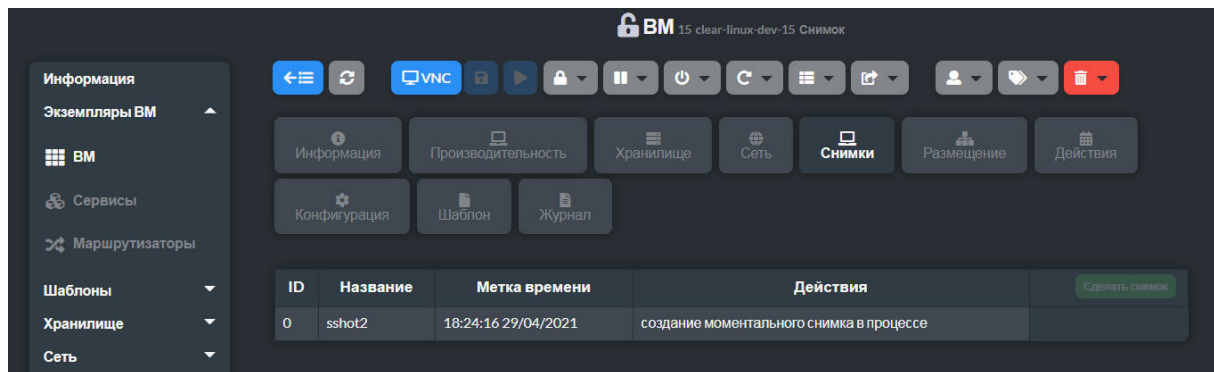 ВМ 15 clear-linux-dev-15 Снимок
Информация
Экземпляры ВМ
ВМ
Сервисы
Маршрутизаторы
Шаблоны
Хранилище
Сеть
VNC
Информация
Производительность
Хранилище
Сеть
Снимки
Размещение
Действия
Конфигурация
Шаблон
Журнал
ID Название Метка времени Действия Сделать снимок
0 sshot2 18:24:16 29/04/2021 создание моментального снимка в процессе